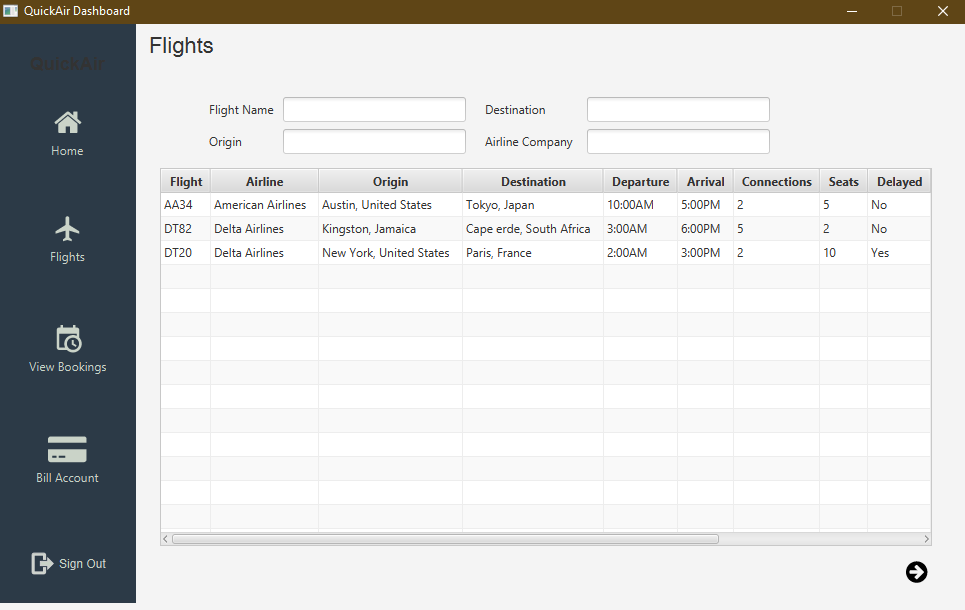 QuickAir Dashboard
QuickAir
Home
Flights
View Bookings
Bill Account
Sign Out
Flights
Flight Name
Destination
Origin
Airline Company
Flight Airline Origin Destination Departure Arrival Connections Seats Delayed
AA34 American Airlines Austin, United States Tokyo, Japan 10:00AM 5:00PM 2 5 No
DT82 Delta Airlines Kingston, Jamaica Cape erde, South Africa 3:00AM 6:00PM 5 2 No
DT20 Delta Airlines New York, United States Paris, France 2:00AM 3:00PM 2 10 Yes